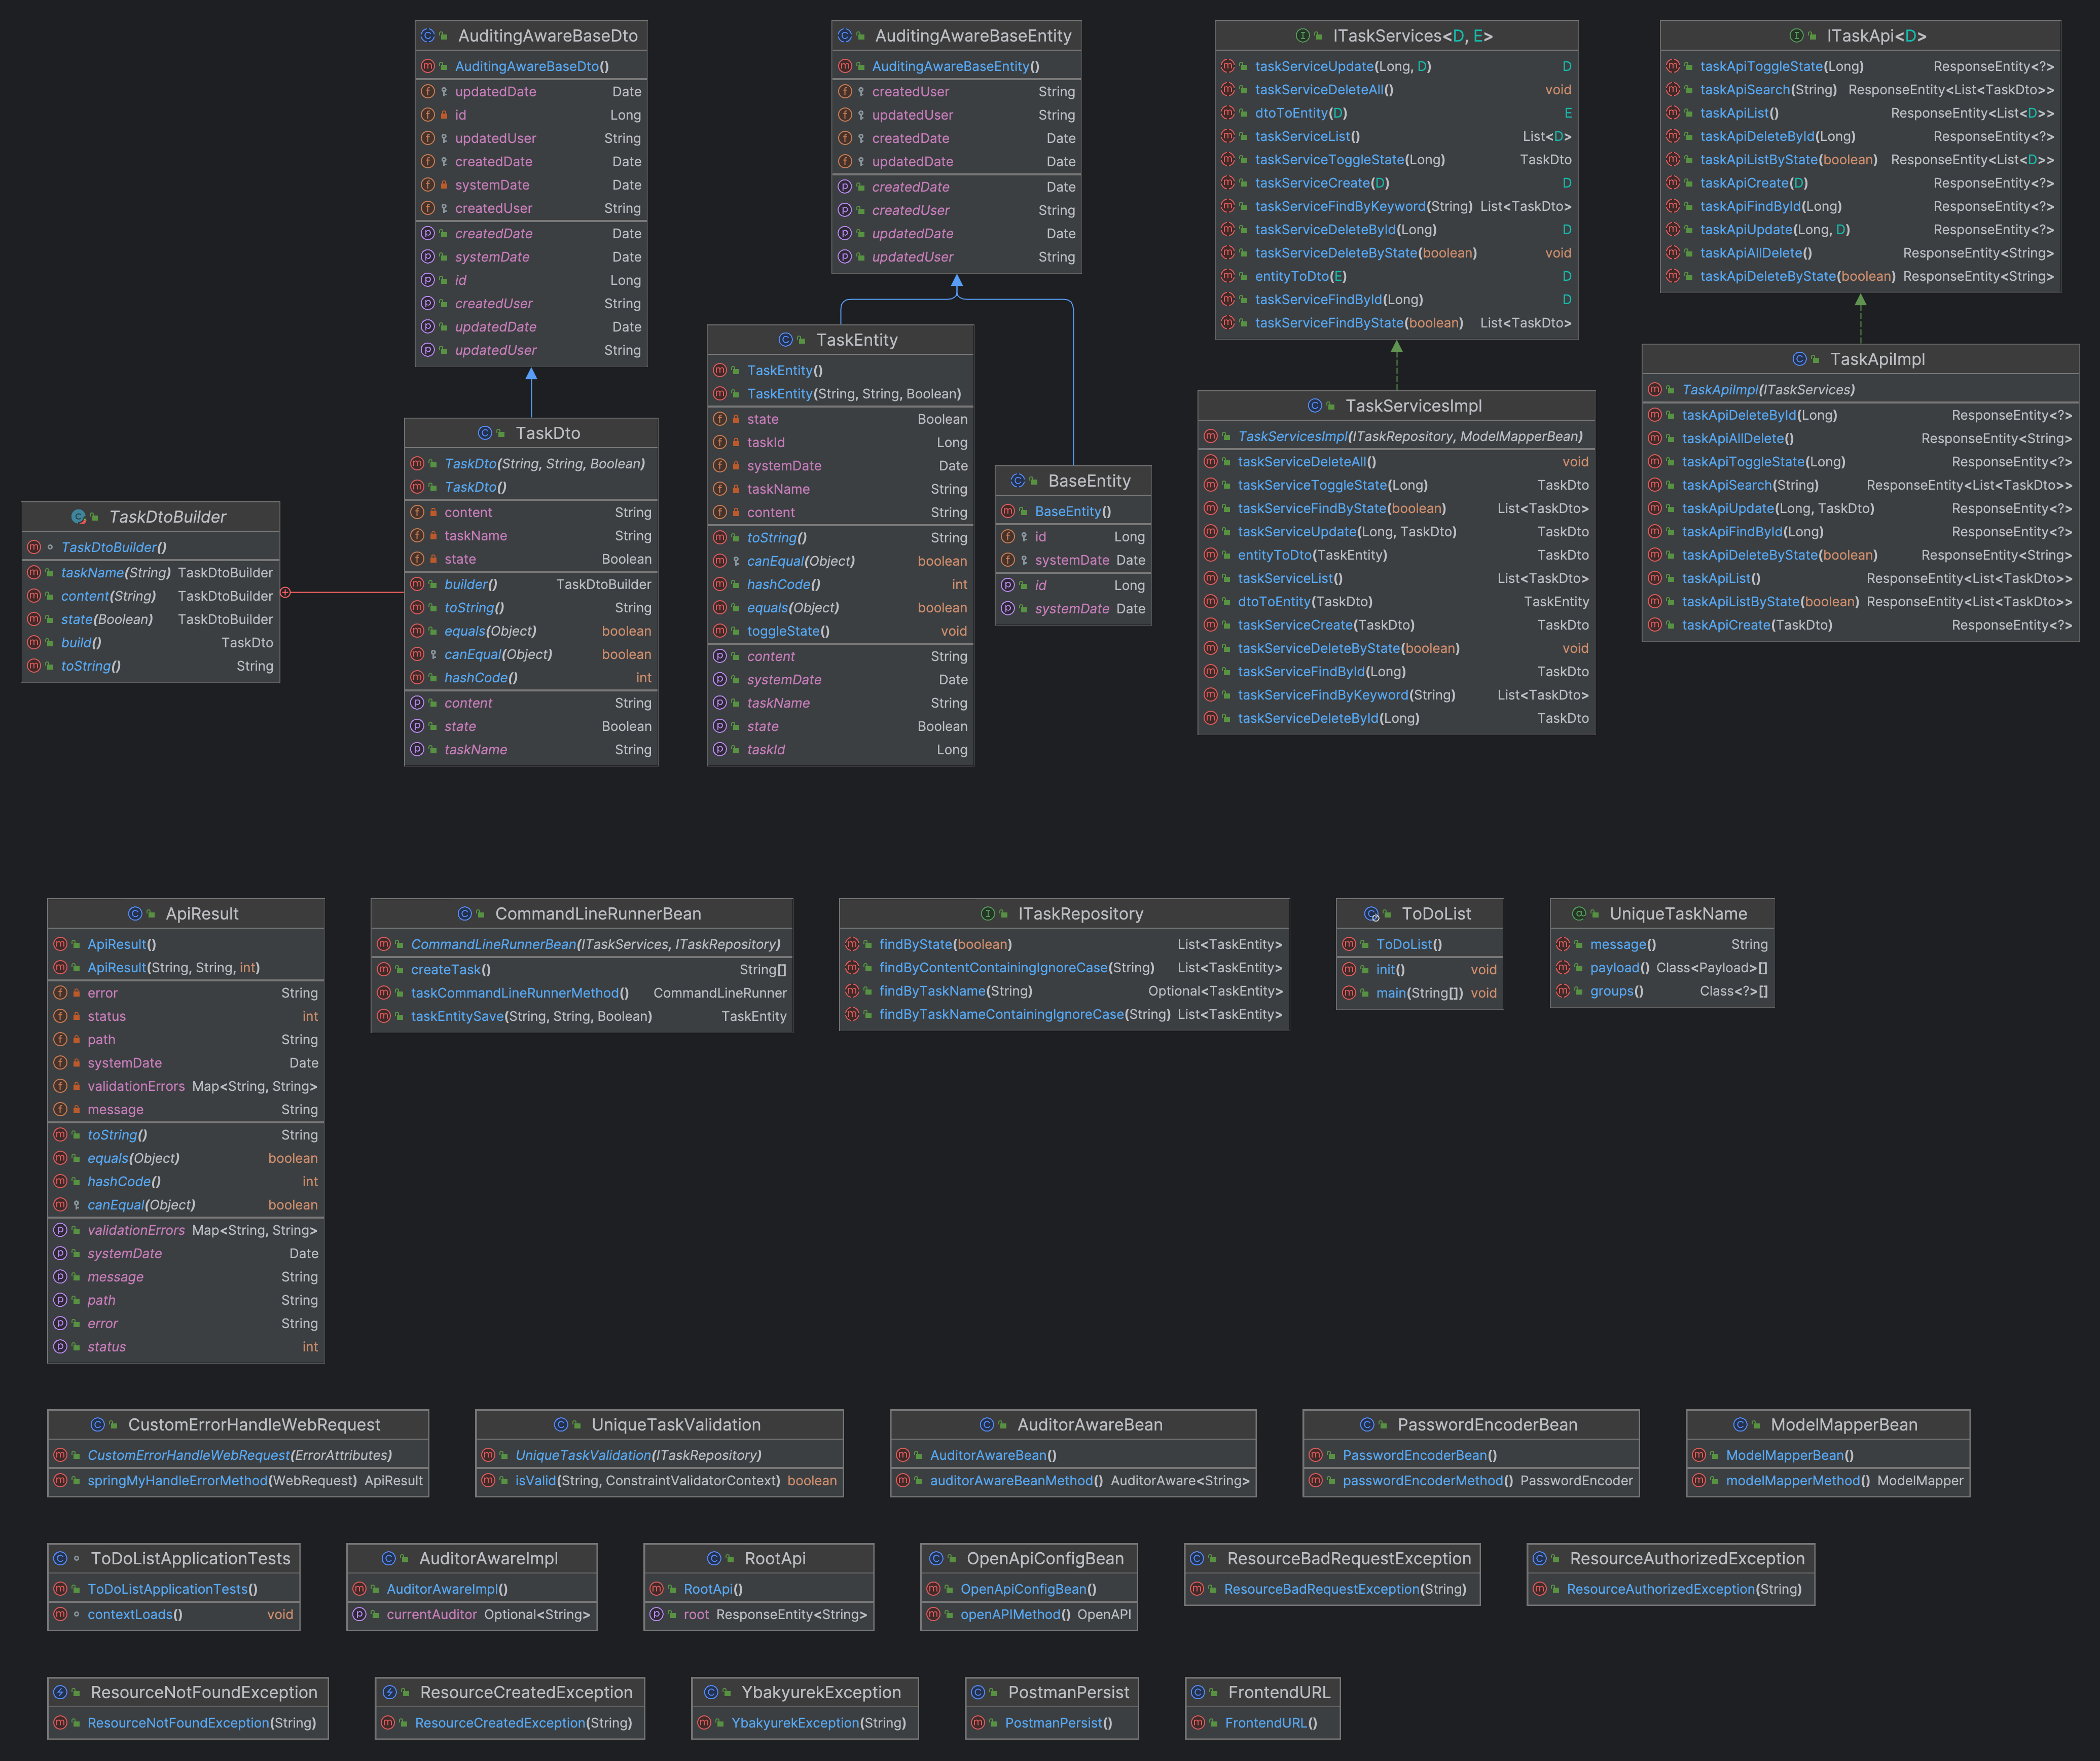 AuditingAwareBaseDto
AuditingAwareBaseDto()
updatedDate Date
id Long
updatedUser String
createdDate Date
systemDate Date
createdUser String
createdDate Date
systemDate Date
id Long
createdUser String
updatedDate Date
updatedUser String
AuditingAwareBaseEntity
AuditingAwareBaseEntity()
createdUser String
updatedUser String
createdDate Date
updatedDate Date
createdDate Date
createdUser String
updatedDate Date
updatedUser String
ITaskServices<D, E>
taskServiceUpdate(Long, D) D
taskServiceDeleteAll() void
dtoToEntity(D) E
taskServiceList() List<D>
taskServiceToggleState(Long) TaskDto
taskServiceCreate(D) D
taskServiceFindByKeyword(String) List<TaskDto>
taskServiceDeleteById(Long) D
taskServiceDeleteByState(boolean) void
entityToDto(E) D
taskServiceFindById(Long) D
taskServiceFindByState(boolean) List<TaskDto>
ITaskApi<D>
taskApiToggleState(Long) ResponseEntity<?>
taskApiSearch(String) ResponseEntity<List<TaskDto>>
taskApiList() ResponseEntity<List<D>>
taskApiDeleteById(Long) ResponseEntity<?>
taskApiListByState(boolean) ResponseEntity<List<D>>
taskApiCreate(D) ResponseEntity<?>
taskApiFindById(Long) ResponseEntity<?>
taskApiUpdate(Long, D) ResponseEntity<?>
taskApiAllDelete() ResponseEntity<String>
taskApiDeleteByState(boolean) ResponseEntity<String>
TaskDtoBuilder
TaskDtoBuilder()
taskName(String) TaskDtoBuilder
content(String) TaskDtoBuilder
state(Boolean) TaskDtoBuilder
build() TaskDto
toString() String
TaskDto
TaskDto(String, String, Boolean)
TaskDto()
content String
taskName String
state Boolean
builder() TaskDtoBuilder
toString() String
equals(Object) boolean
canEqual(Object) boolean
hashCode() int
content String
state Boolean
taskName String
TaskEntity
TaskEntity()
TaskEntity(String, String, Boolean)
state Boolean
taskId Long
systemDate Date
taskName String
content String
toString() String
canEqual(Object) boolean
hashCode() int
equals(Object) boolean
toggleState() void
content String
systemDate Date
taskName String
state Boolean
taskId Long
BaseEntity
BaseEntity()
id Long
systemDate Date
id Long
systemDate Date
TaskServicesImpl
TaskServicesImpl(ITaskRepository, ModelMapperBean)
taskServiceDeleteAll() void
taskServiceToggleState(Long) TaskDto
taskServiceFindByState(boolean) List<TaskDto>
taskServiceUpdate(Long, TaskDto) TaskDto
entityToDto(TaskEntity) TaskDto
taskServiceList() List<TaskDto>
dtoToEntity(TaskDto) TaskEntity
taskServiceCreate(TaskDto) TaskDto
taskServiceDeleteByState(boolean) void
taskServiceFindById(Long) TaskDto
taskServiceFindByKeyword(String) List<TaskDto>
taskServiceDeleteById(Long) TaskDto
TaskApiImpl
TaskApiImpl(ITaskServices)
taskApiDeleteById(Long) ResponseEntity<?>
taskApiAllDelete() ResponseEntity<String>
taskApiToggleState(Long) ResponseEntity<?>
taskApiSearch(String) ResponseEntity<List<TaskDto>>
taskApiUpdate(Long, TaskDto) ResponseEntity<?>
taskApiFindById(Long) ResponseEntity<?>
taskApiDeleteByState(boolean) ResponseEntity<String>
taskApiList() ResponseEntity<List<TaskDto>>
taskApiListByState(boolean) ResponseEntity<List<TaskDto>>
taskApiCreate(TaskDto) ResponseEntity<?>
ApiResult
ApiResult()
ApiResult(String, String, int)
error String
status int
path String
systemDate Date
validationErrors Map<String, String>
message String
toString() String
equals(Object) boolean
hashCode() int
canEqual(Object) boolean
validationErrors Map<String, String>
systemDate Date
message String
path String
error String
status int
CommandLineRunnerBean
CommandLineRunnerBean(ITaskServices, ITaskRepository)
createTask() String[]
taskCommandLineRunnerMethod() CommandLineRunner
taskEntitySave(String, String, Boolean) TaskEntity
ITaskRepository
findByState(boolean) List<TaskEntity>
findByContentContainingIgnoreCase(String) List<TaskEntity>
findByTaskName(String) Optional<TaskEntity>
findByTaskNameContainingIgnoreCase(String) List<TaskEntity>
ToDoList
ToDoList()
init() void
main(String[]) void
UniqueTaskName
message() String
payload() Class<Payload>[]
groups() Class<?>[]
CustomErrorHandleWebRequest
CustomErrorHandleWebRequest(ErrorAttributes)
springMyHandleErrorMethod(WebRequest) ApiResult
UniqueTaskValidation
UniqueTaskValidation(ITaskRepository)
isValid(String, ConstraintValidatorContext) boolean
AuditorAwareBean
AuditorAwareBean()
auditorAwareBeanMethod() AuditorAware<String>
PasswordEncoderBean
PasswordEncoderBean()
passwordEncoderMethod() PasswordEncoder
ModelMapperBean
ModelMapperBean()
modelMapperMethod() ModelMapper
ToDoListApplicationTests
ToDoListApplicationTests()
contextLoads() void
AuditorAwareImpl
AuditorAwareImpl()
currentAuditor Optional<String>
RootApi
RootApi()
root ResponseEntity<String>
OpenApiConfigBean
OpenApiConfigBean()
openAPIMethod() OpenAPI
ResourceBadRequestException
ResourceBadRequestException(String)
ResourceAuthorizedException
ResourceAuthorizedException(String)
ResourceNotFoundException
ResourceNotFoundException(String)
ResourceCreatedException
ResourceCreatedException(String)
YbakyurekException
YbakyurekException(String)
PostmanPersist
PostmanPersist()
FrontendURL
FrontendURL()